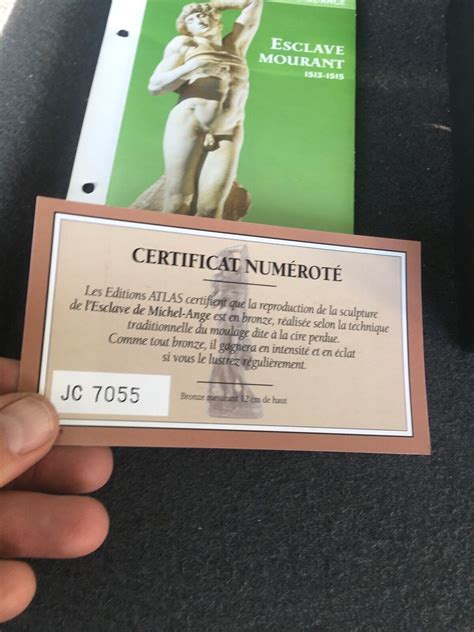 ESCLAVE
MOURANT
1513-1515
CERTIFICAT NUMÉROTÉ
Les Editions ATLAS certifient que la reproduction de la sculpture
de l'Esclave de Michel-Ange est en bronze, réalisée selon la technique
traditionnelle du moulage dite à la cire perdue.
Comme tout bronze, il gagnera en intensité et en éclat
si vous le lustrez régulièrement.
JC 7055
Bronze mesurant 12 cm de haut